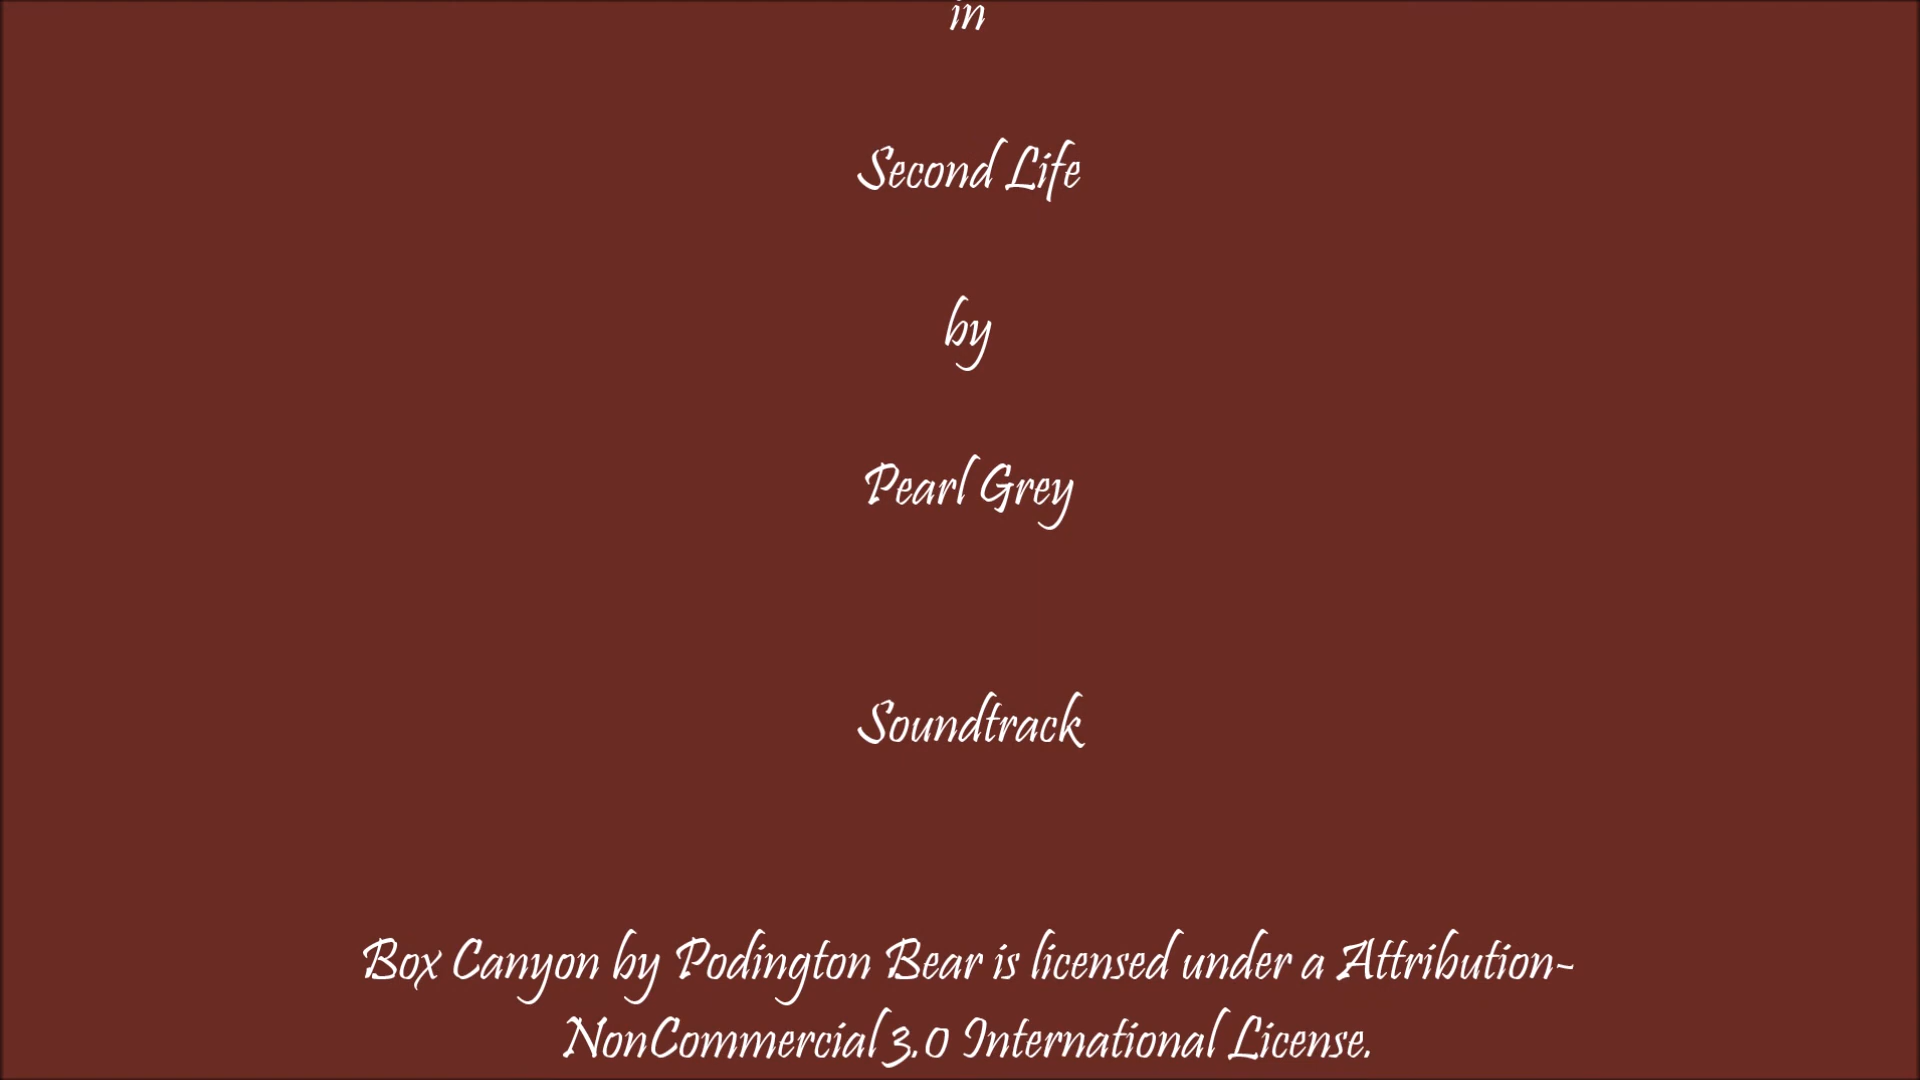 in
Second Life
by
Pearl Grey
Soundtrack
Box Canyon by Podington Bear is licensed under a Attribution-
NonCommercial 3.0 International License.